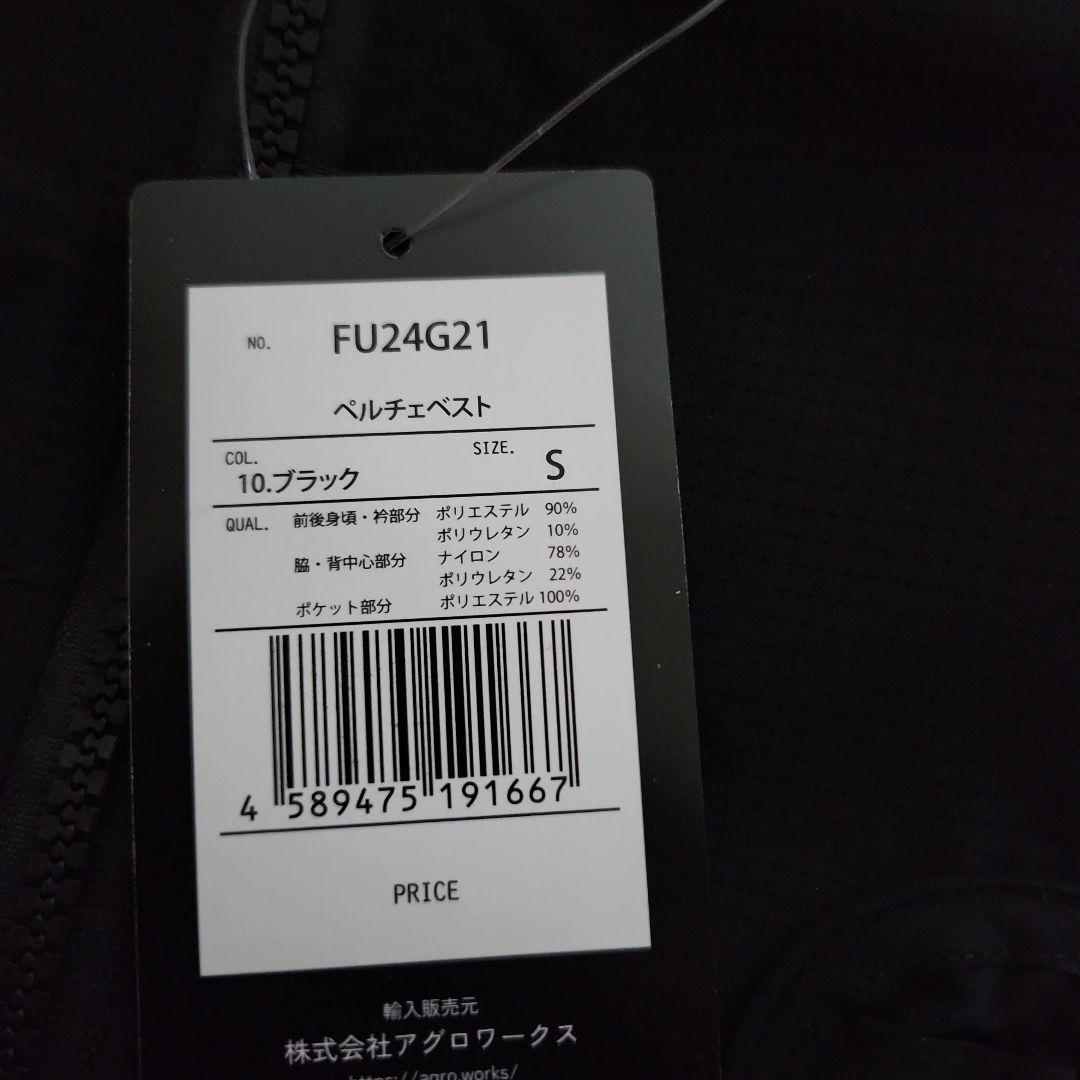 NO. FU24G21
ペルチェベスト
COL. SIZE.
10.ブラック S
QUAL. 前後身頃・衿部分 ポリエステル 90%
ポリウレタン 10%
脇・背中心部分 ナイロン 78%
ポリウレタン 22%
ポケット部分 ポリエステル 100%
4 589475 191667
PRICE
輸入販売元
株式会社アグロワークス
https://agro.works/